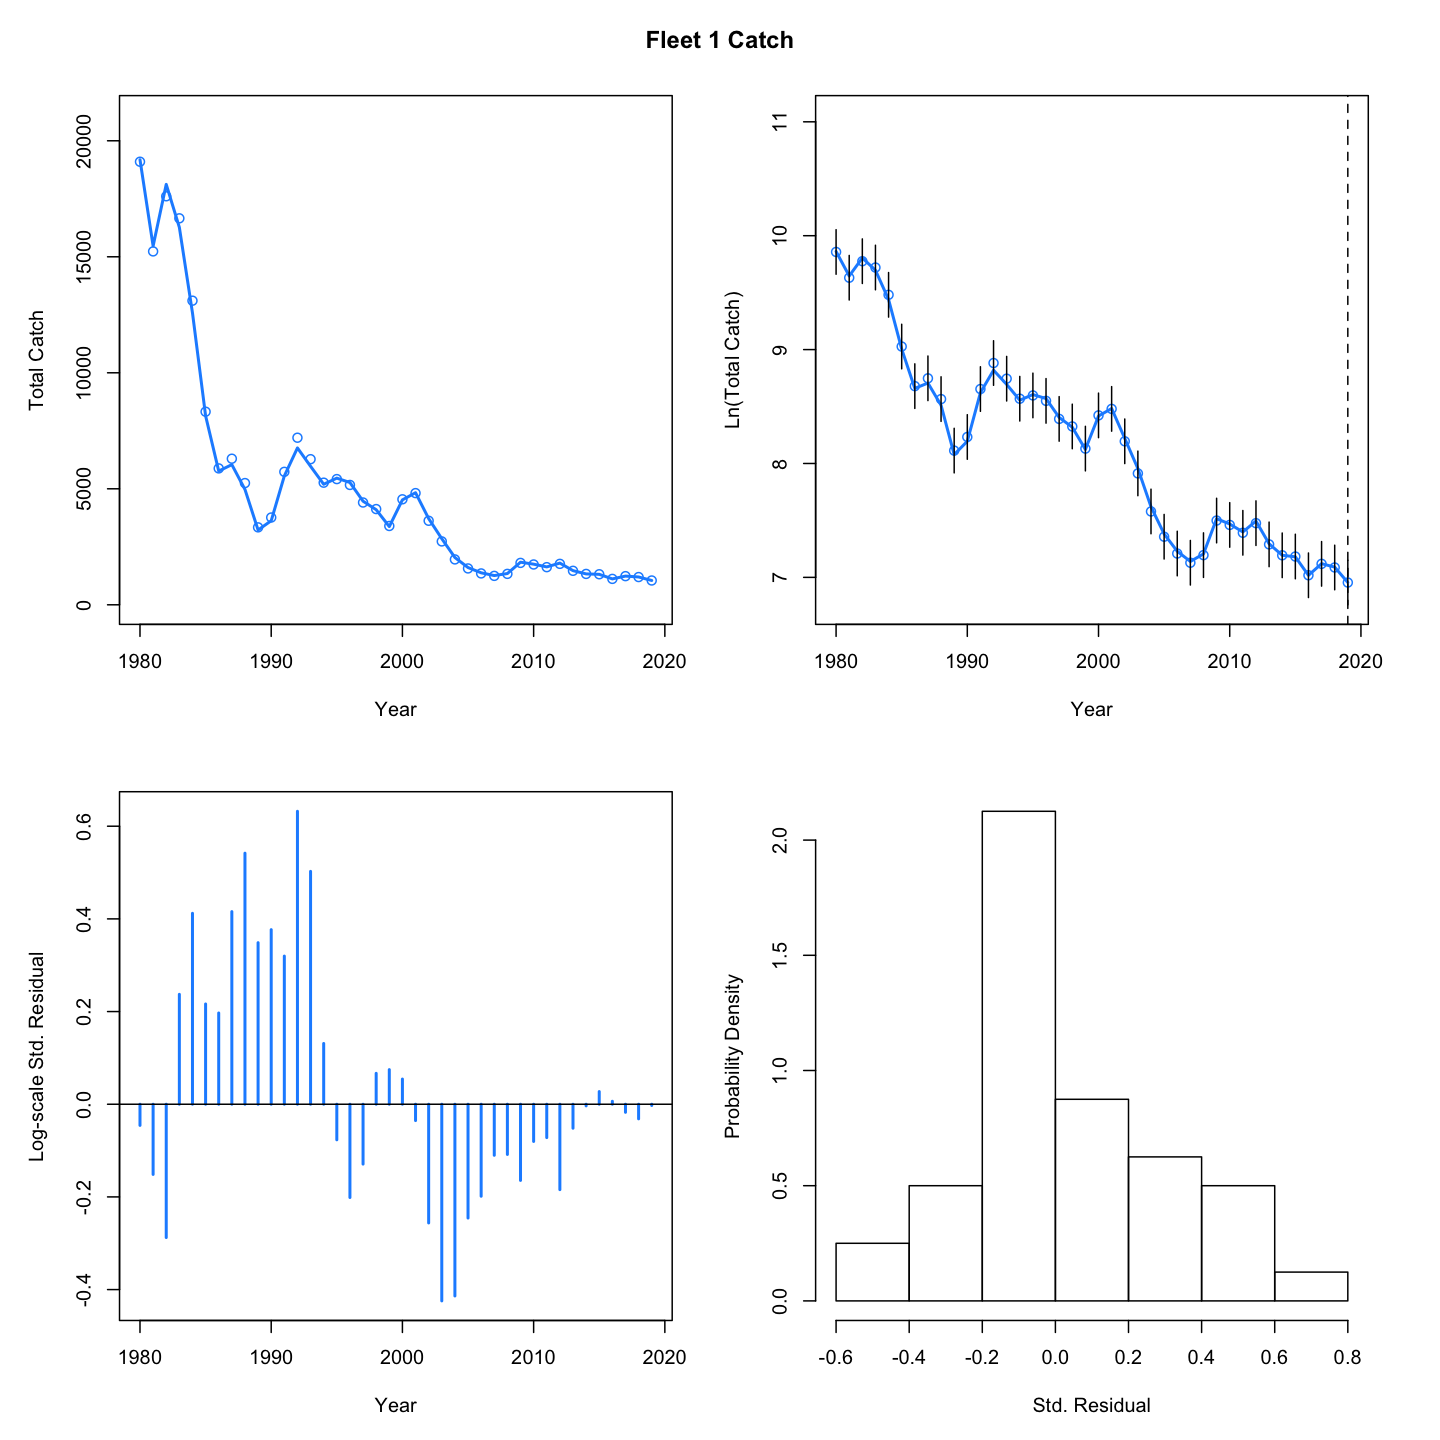 Fleet 1 Catch
Total Catch
20000
15000
10000
5000
0
1980 1990 2000 2010 2020
Year
Ln(Total Catch)
11
10
9
8
7
1980 1990 2000 2010 2020
Year
Log-scale Std. Residual
0.6
0.4
0.2
0.0
-0.2
-0.4
1980 1990 2000 2010 2020
Year
Probability Density
2.0
1.5
1.0
0.5
0.0
-0.6 -0.4 -0.2 0.0 0.2 0.4 0.6 0.8
Std. Residual